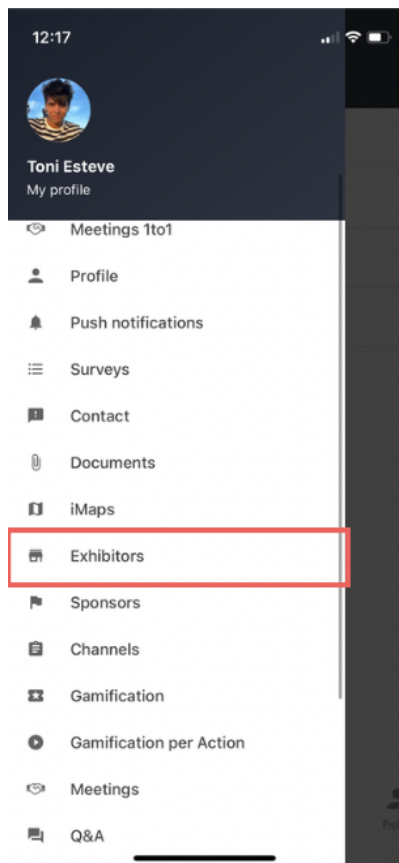 12:17
Toni Esteve
My profile
Meetings 1to1
Profile
Push notifications
Surveys
Contact
Documents
iMaps
Exhibitors
Sponsors
Channels
Gamification
Gamification per Action
Meetings
Q&A